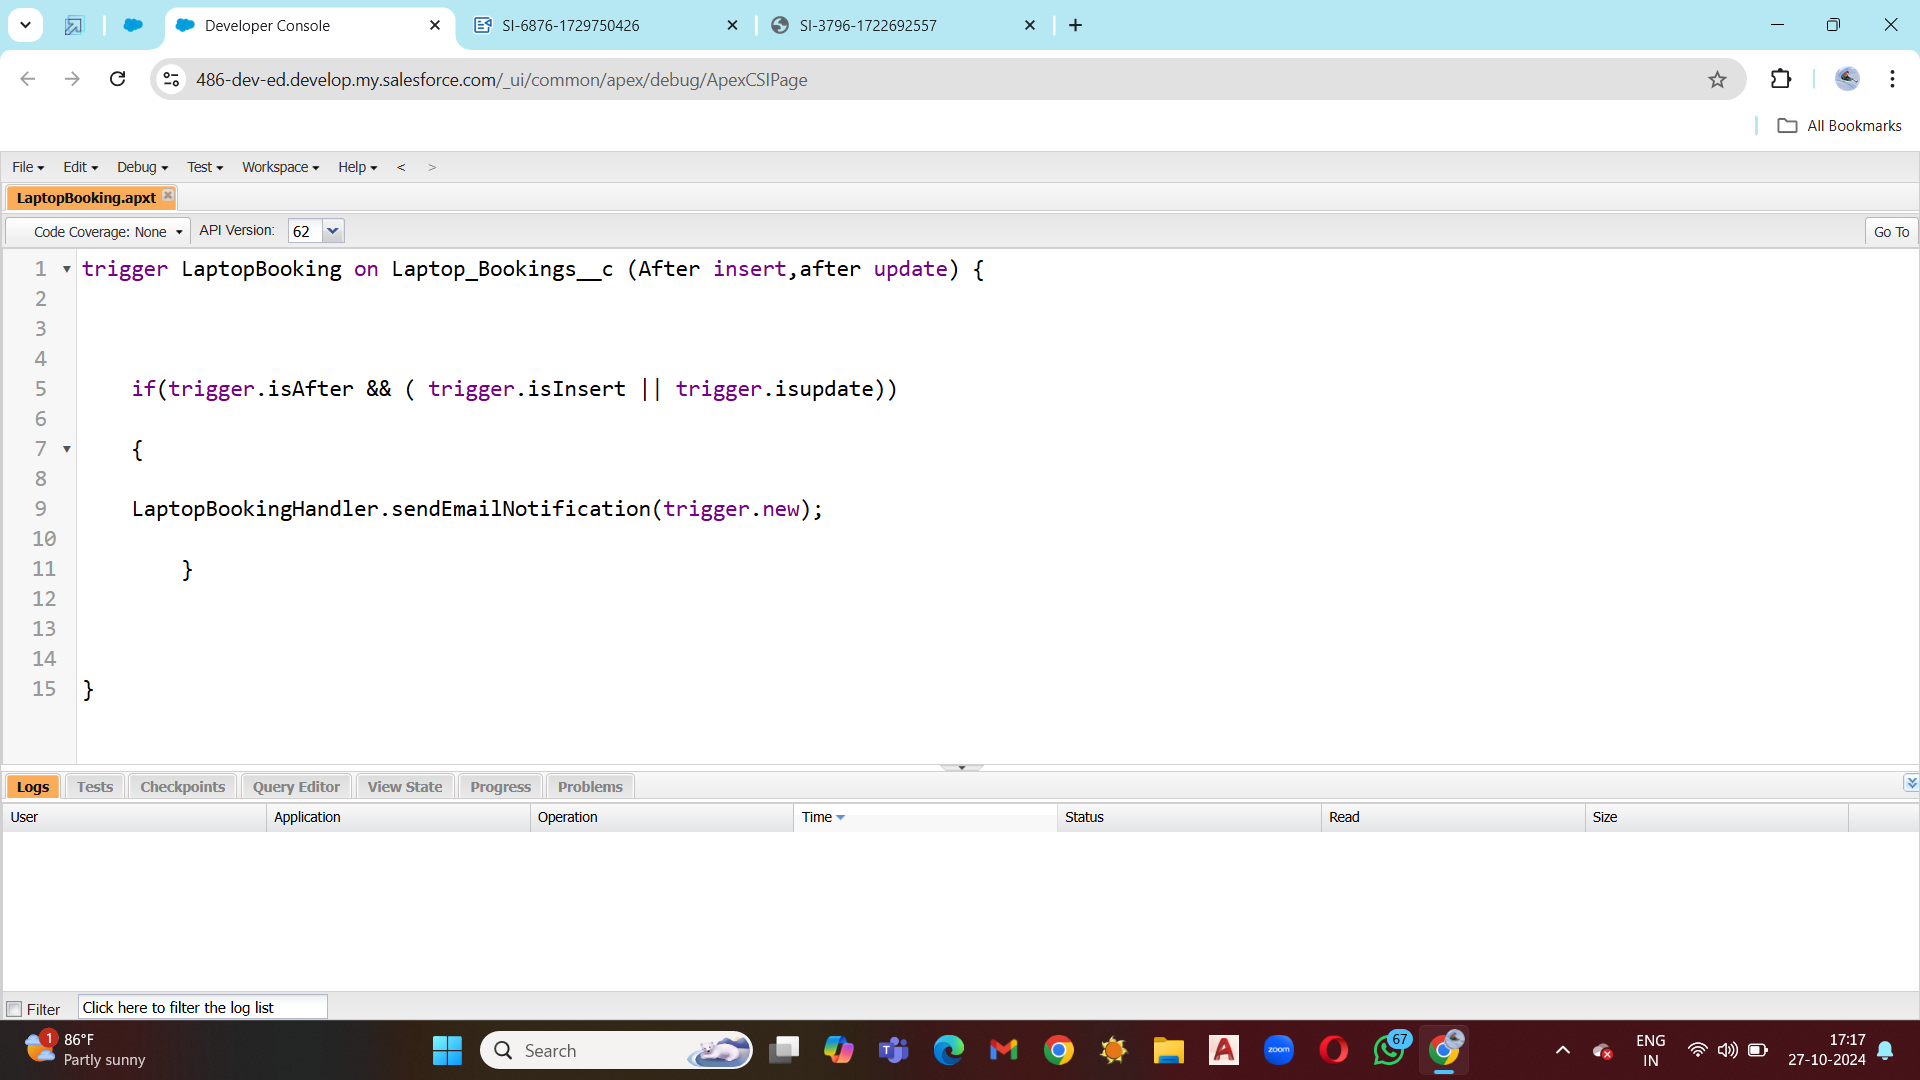 Developer Console
SI-6876-1729750426
SI-3796-1722692557
486-dev-ed.develop.my.salesforce.com/_ui/common/apex/debug/ApexCSIPage
All Bookmarks
File Edit Debug Test Workspace Help < >
LaptopBooking.apxt
Code Coverage: None API Version: 62 Go To
1 trigger LaptopBooking on Laptop_Bookings__c (After insert,after update) {
2
3
4
5 if(trigger.isAfter && ( trigger.isInsert || trigger.isupdate))
6
7 {
8
9 LaptopBookingHandler.sendEmailNotification(trigger.new);
10
11 }
12
13
14
15 }
Logs Tests Checkpoints Query Editor View State Progress Problems
User Application Operation Time Status Read Size
Filter Click here to filter the log list
1 86°F
Partly sunny
Search
T
A
zoom
67
ENG
IN
17:17
27-10-2024